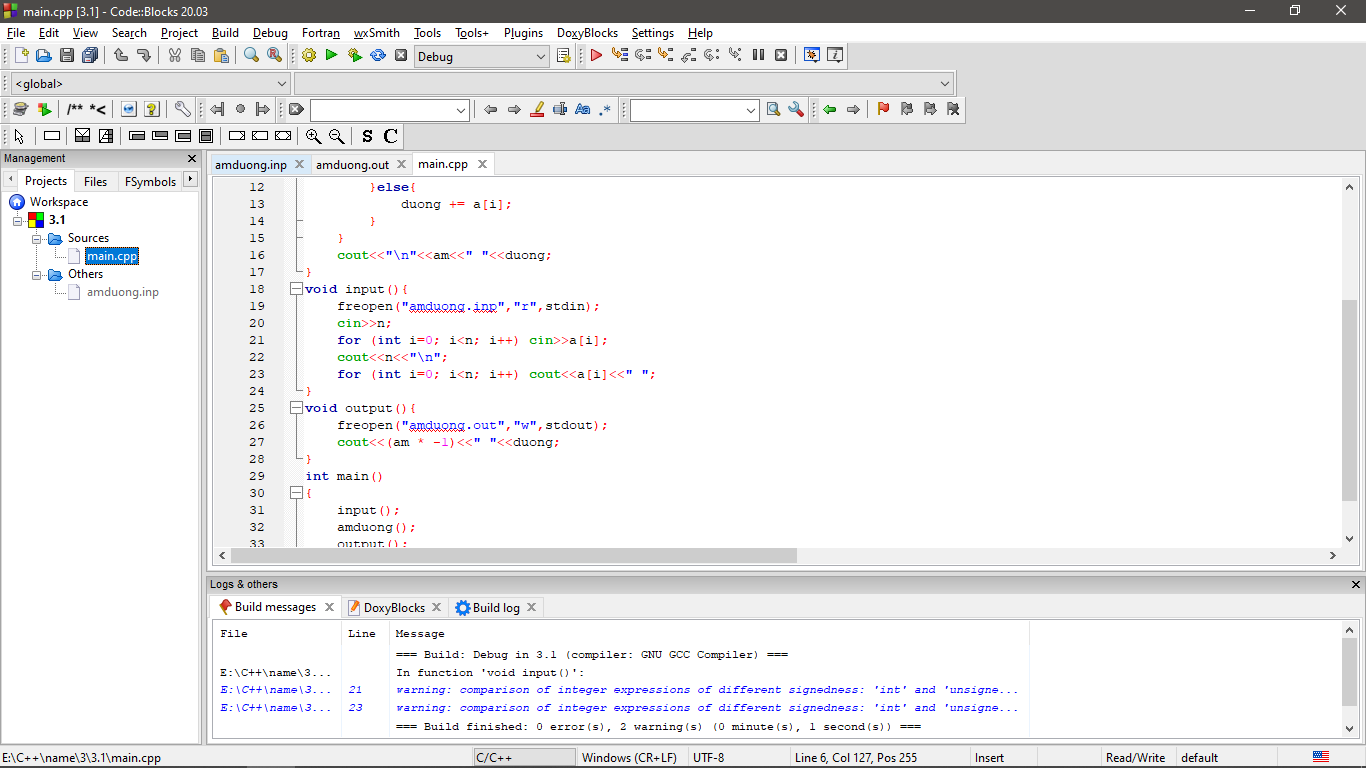 main.cpp [3.1] - Code::Blocks 20.03
File Edit View Search Project Build Debug Fortran wxSmith Tools Tools+ Plugins DoxyBlocks Settings Help
Debug
<global>
/** *<
Aa .*
S C
Management
Projects Files FSymbols
Workspace
3.1
Sources
main.cpp
Others
amduong.inp
amduong.inp amduong.out main.cpp
12 }else{
13 duong += a[i];
14 }
15 }
16 cout<<"\n"<<am<<" "<<duong;
17 }
18 void input(){
19 freopen("amduong.inp","r",stdin);
20 cin>>n;
21 for (int i=0; i<n; i++) cin>>a[i];
22 cout<<n<<"\n";
23 for (int i=0; i<n; i++) cout<<a[i]<<" ";
24 }
25 void output(){
26 freopen("amduong.out","w",stdout);
27 cout<<(am * -1)<<" "<<duong;
28 }
29 int main()
30 {
31 input();
32 amduong();
33 output();
Logs & others
Build messages DoxyBlocks Build log
File Line Message
=== Build: Debug in 3.1 (compiler: GNU GCC Compiler) ===
E:\C++\name\3... In function 'void input()':
E:\C++\name\3... 21 warning: comparison of integer expressions of different signedness: 'int' and 'unsigne...
E:\C++\name\3... 23 warning: comparison of integer expressions of different signedness: 'int' and 'unsigne...
=== Build finished: 0 error(s), 2 warning(s) (0 minute(s), 1 second(s)) ===
E:\C++\name\3\3.1\main.cpp C/C++ Windows (CR+LF) UTF-8 Line 6, Col 127, Pos 255 Insert Read/Write default